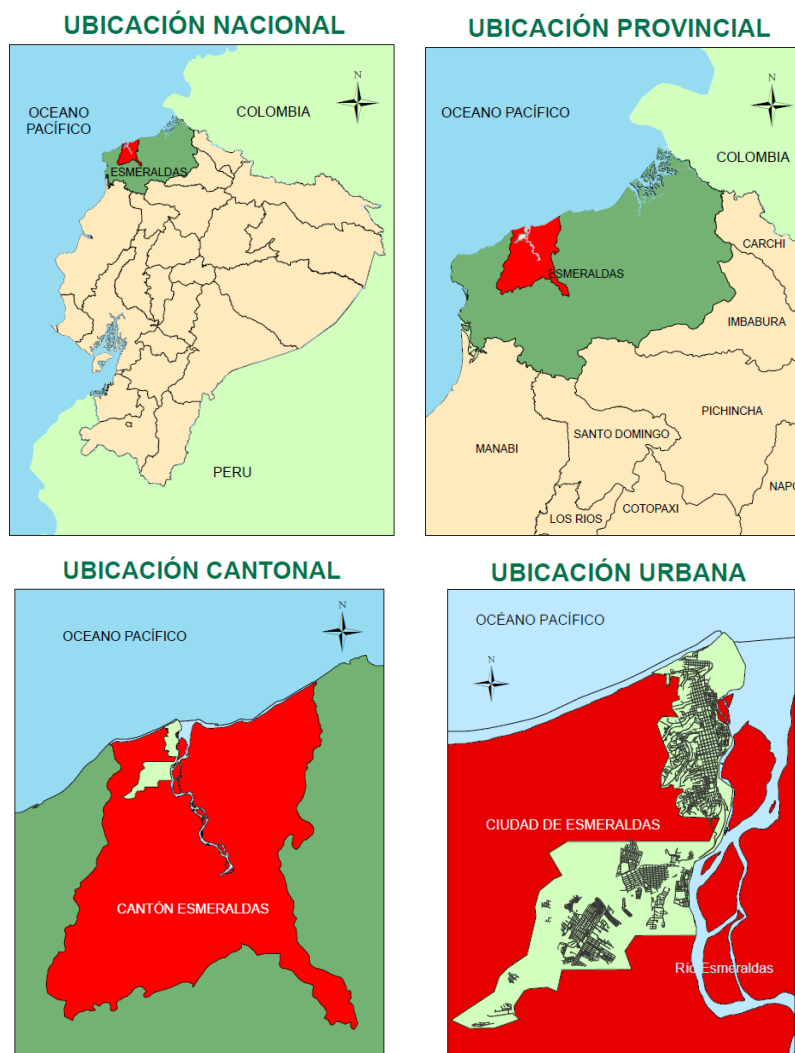 UBICACIÓN NACIONAL
N
OCEANO
PACÍFICO
COLOMBIA
ESMERALDAS
PERU
UBICACIÓN PROVINCIAL
N
OCEANO PACÍFICO
COLOMBIA
CARCHI
ESMERALDAS
IMBABURA
PICHINCHA
SANTO DOMINGO
MANABI
NAPO
COTOPAXI
LOS RIOS
UBICACIÓN CANTONAL
N
OCEANO PACÍFICO
CANTÓN ESMERALDAS
UBICACIÓN URBANA
OCÉANO PACÍFICO
N
CIUDAD DE ESMERALDAS
Río Esmeraldas